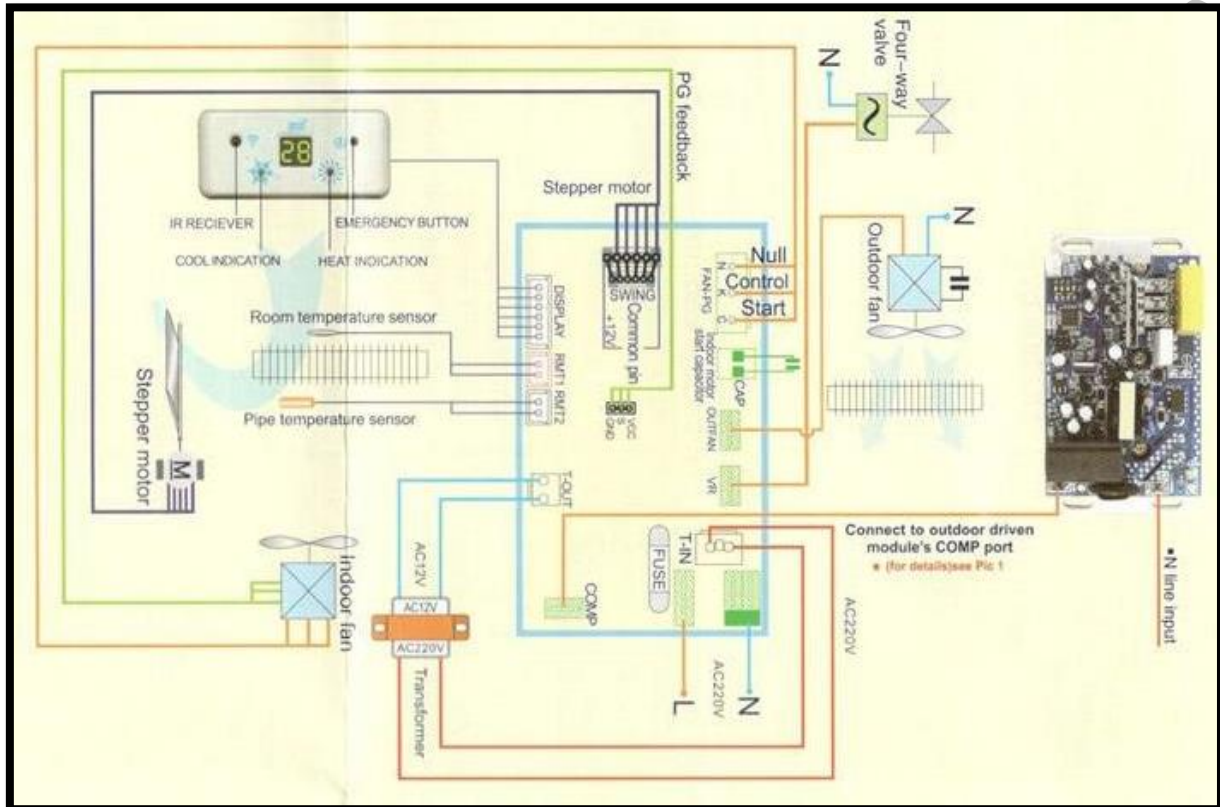 Four-way
valve
N
PG feedback
28
Stepper motor
IR RECIEVER
EMERGENCY BUTTON
COOL INDICATION
HEAT INDICATION
N
Outdoor fan
SWING
Common pin
+12V
N
K
C
FAN-PG
Null
Control
Start
DISPLAY
Room temperature sensor
RMT1
RMT2
Pipe temperature sensor
Indoor motor
start capacitor
CAP
GND
S
VCC
OUTFAN
VR
Stepper motor
M
T-OUT
AC12V
T-IN
FUSE
COMP
Connect to outdoor driven
module's COMP port
• (for details)see Pic 1
•N line input
AC220V
Indoor fan
AC12V
AC220V
Transformer
AC220V
L
N